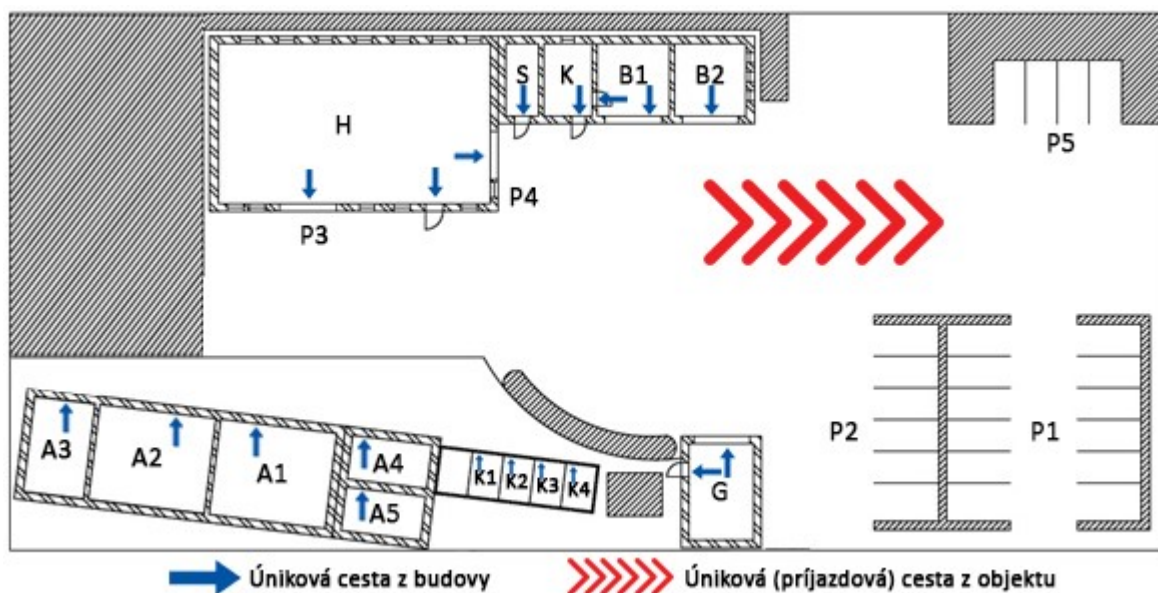 S K B1 B2
H
P5
P4
P3
P2 P1
A3 A2 A1 A4 K1 K2 K3 K4 G
A5
Úniková cesta z budovy Úniková (príjazdová) cesta z objektu